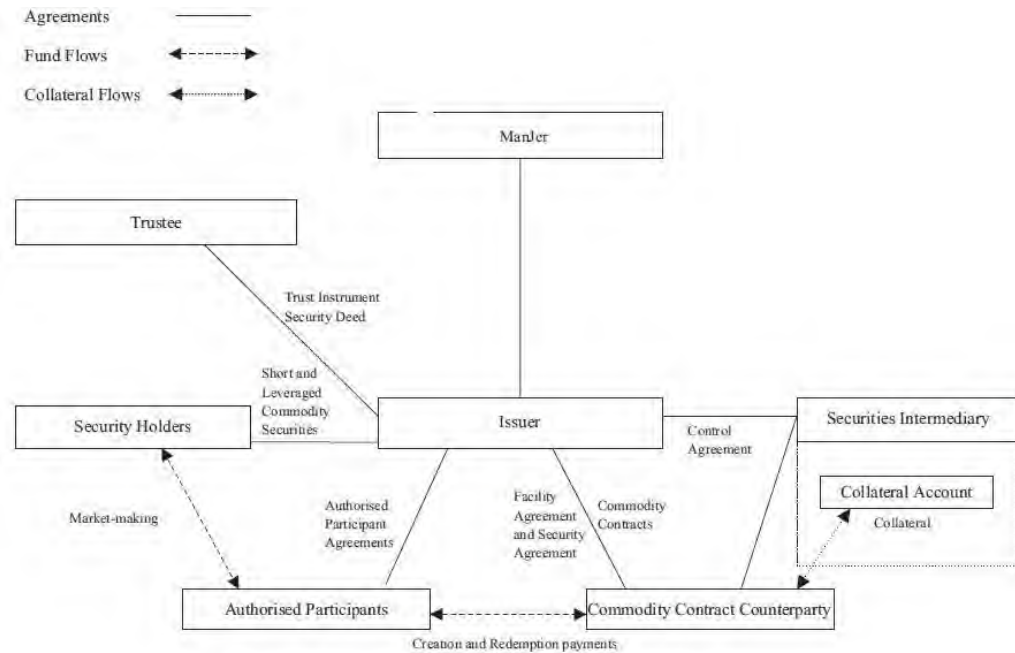 Agreements
Fund Flows
Collateral Flows
ManJer
Trustee
Trust Instrument
Security Deed
Short and
Leveraged
Commodity
Securities
Security Holders
Issuer
Securities Intermediary
Control
Agreement
Collateral Account
Collateral
Market-making
Authorised
Participant
Agreements
Facility
Agreement
and Security
Agreement
Commodity
Contracts
Authorised Participants
Commodity Contract Counterparty
Creation and Redemption payments